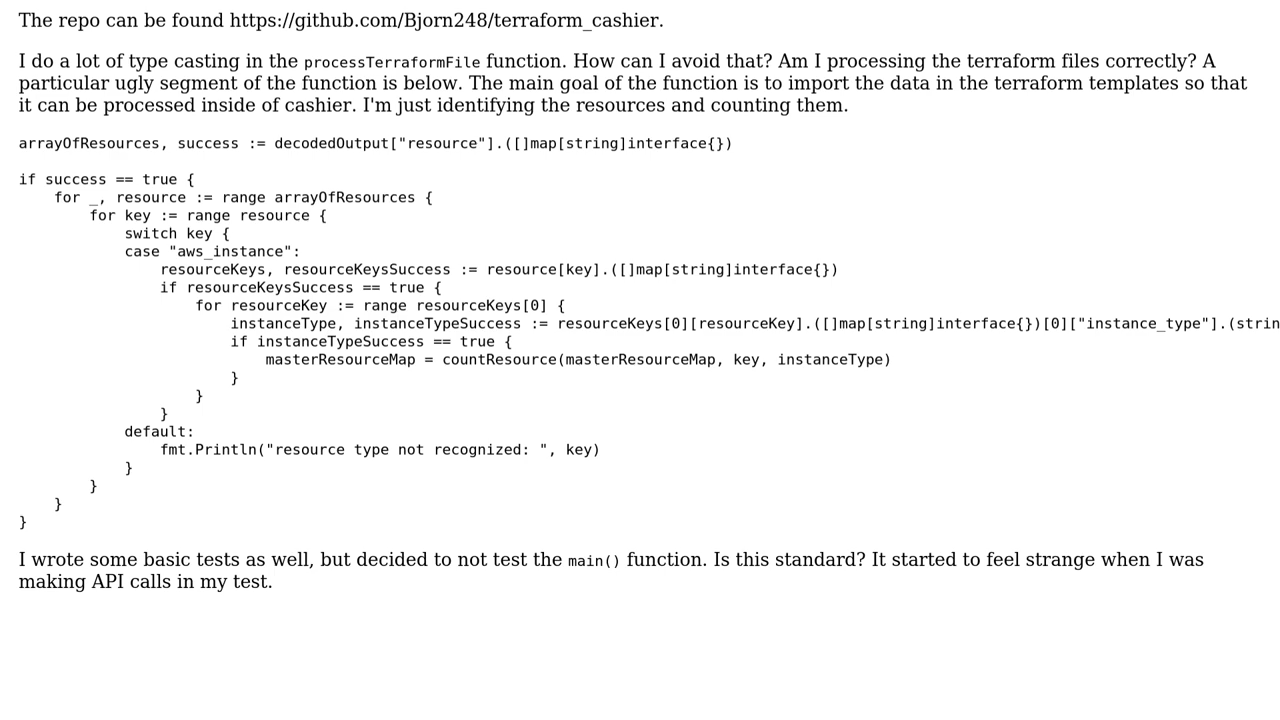 The repo can be found https://github.com/Bjorn248/terraform_cashier.
I do a lot of type casting in the processTerraformFile function. How can I avoid that? Am I processing the terraform files correctly? A
particular ugly segment of the function is below. The main goal of the function is to import the data in the terraform templates so that
it can be processed inside of cashier. I'm just identifying the resources and counting them.
arrayOfResources, success := decodedOutput["resource"].([]map[string]interface{})
if success == true {
    for _, resource := range arrayOfResources {
        for key := range resource {
            switch key {
            case "aws_instance":
                resourceKeys, resourceKeysSuccess := resource[key].([]map[string]interface{})
                if resourceKeysSuccess == true {
                    for resourceKey := range resourceKeys[0] {
                        instanceType, instanceTypeSuccess := resourceKeys[0][resourceKey].([]map[string]interface{})[0]["instance_type"].(strin
                        if instanceTypeSuccess == true {
                            masterResourceMap = countResource(masterResourceMap, key, instanceType)
                        }
                    }
                }
            default:
                fmt.Println("resource type not recognized: ", key)
            }
        }
    }
}
I wrote some basic tests as well, but decided to not test the main() function. Is this standard? It started to feel strange when I was
making API calls in my test.